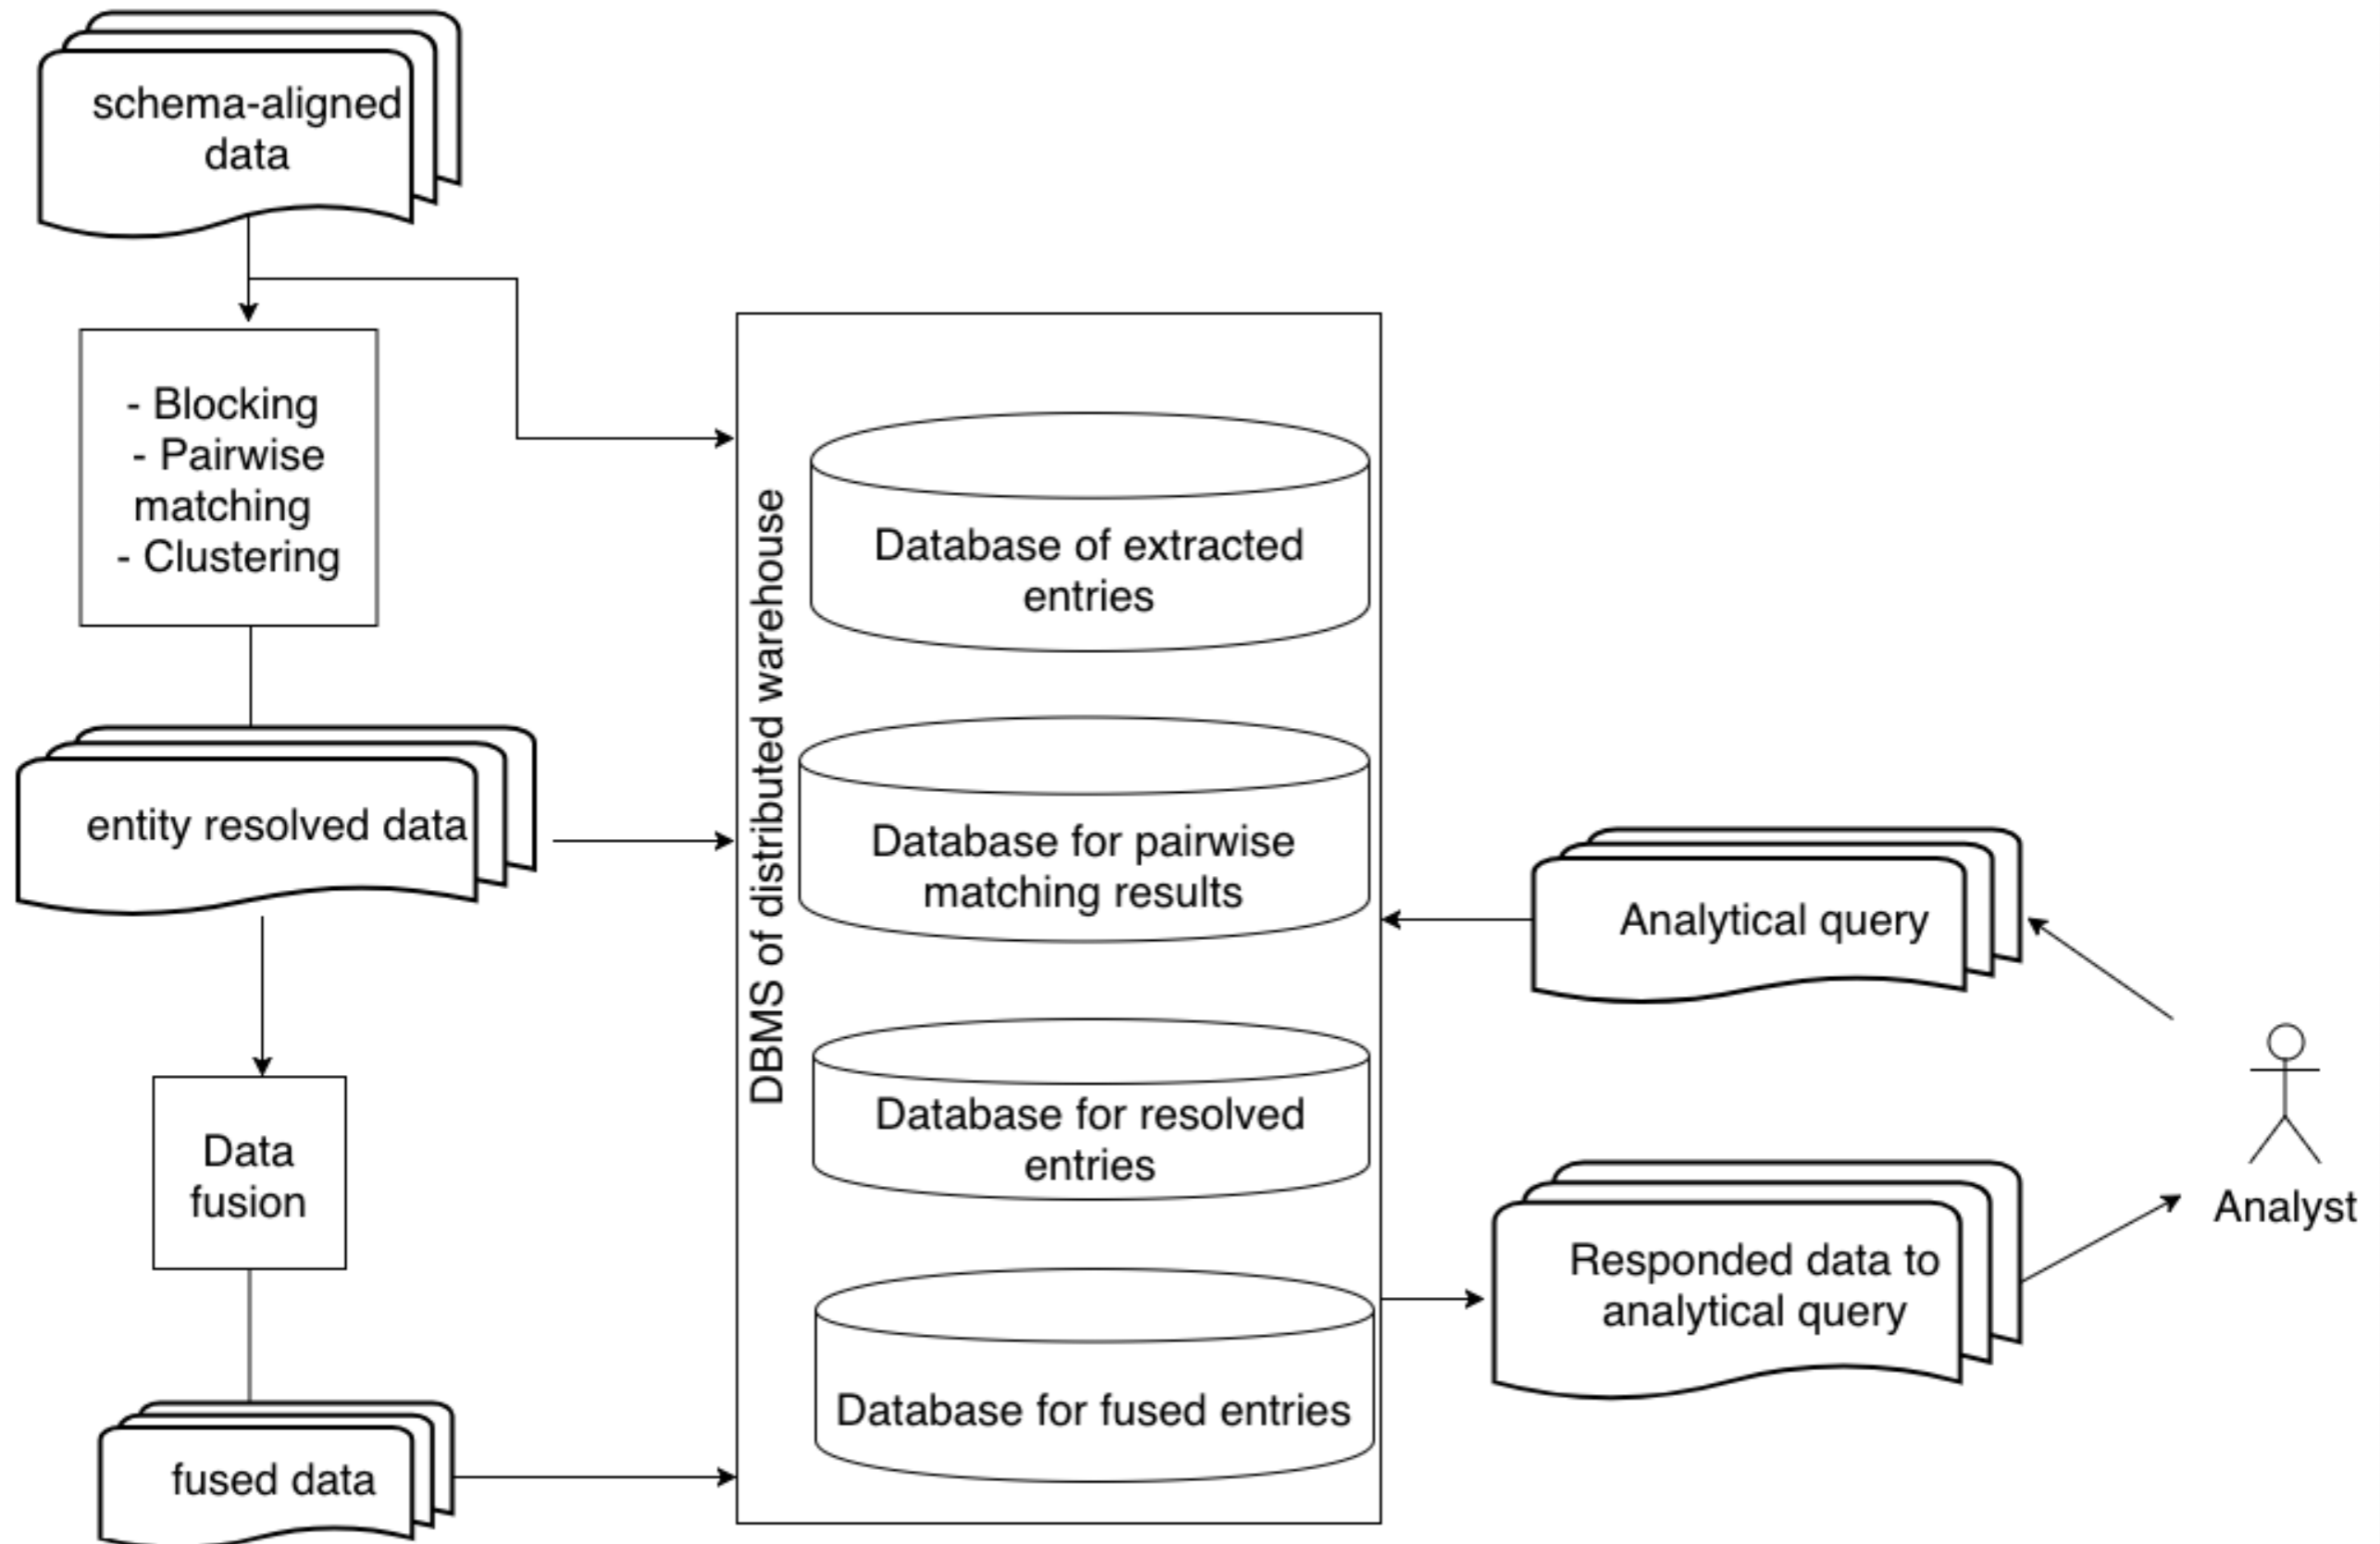 schema-aligned
data
- Blocking
- Pairwise
matching
- Clustering
entity resolved data
Data
fusion
fused data
DBMS of distributed warehouse
Database of extracted
entries
Database for pairwise
matching results
Database for resolved
entries
Database for fused entries
Analytical query
Responded data to
analytical query
Analyst